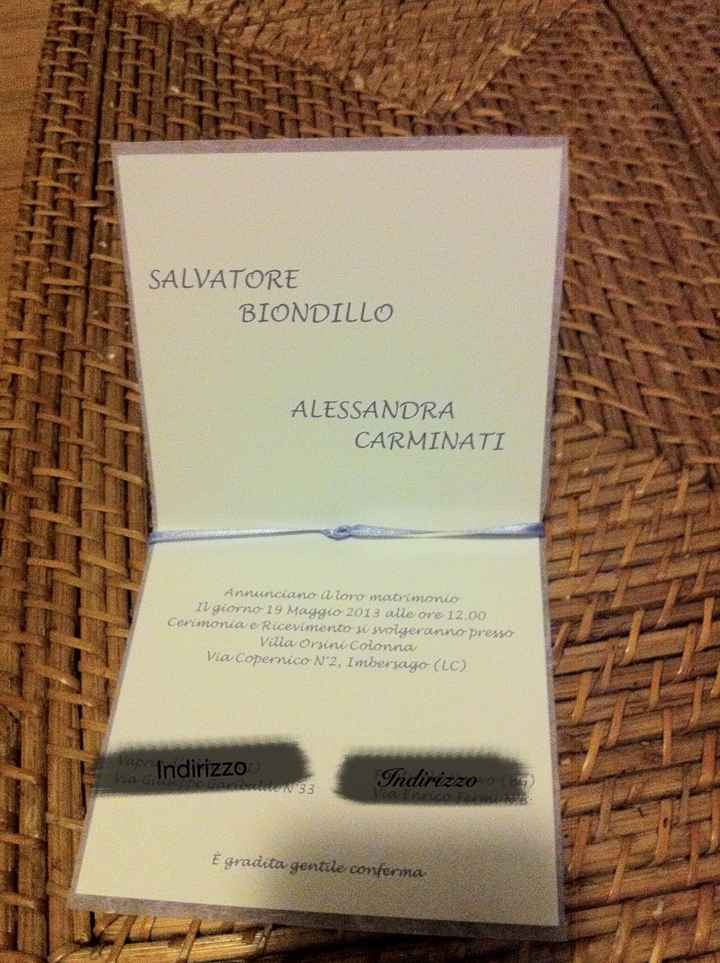 SALVATORE
BIONDILLO
ALESSANDRA
CARMINATI
Annunciano il loro matrimonio
Il giorno 19 Maggio 2013 alle ore 12.00
Cerimonia e Ricevimento si svolgeranno presso
Villa Orsini Colonna
Via Copernico N°2, Imbersago (LC)
Indirizzo
Indirizzo
È gradita gentile conferma